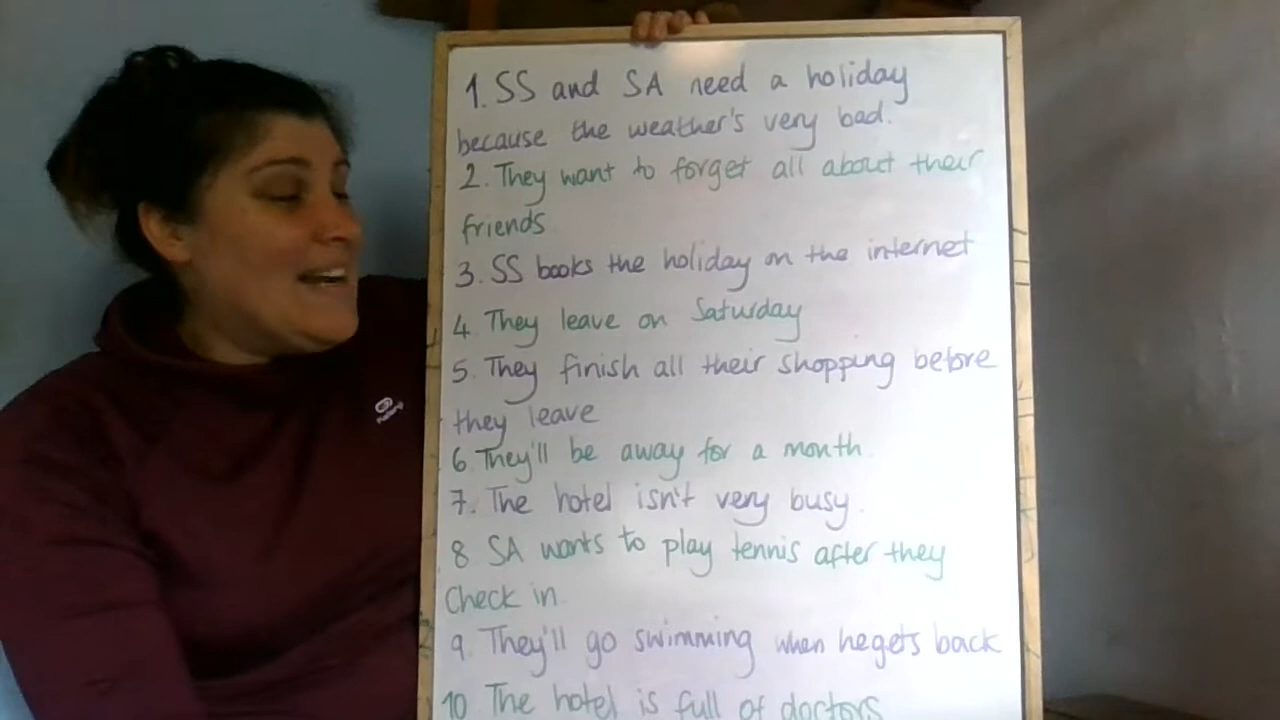 1. SS and SA need a holiday
because the weather's very bad.
2. They want to forget all about their
friends
3. SS books the holiday on the internet
4. They leave on Saturday
5. They finish all their shopping before
they leave
6. They'll be away for a month.
7. The hotel isn't very busy.
8 SA wants to play tennis after they
check in.
9. They'll go swimming when he gets back
10 The hotel is full of doctors